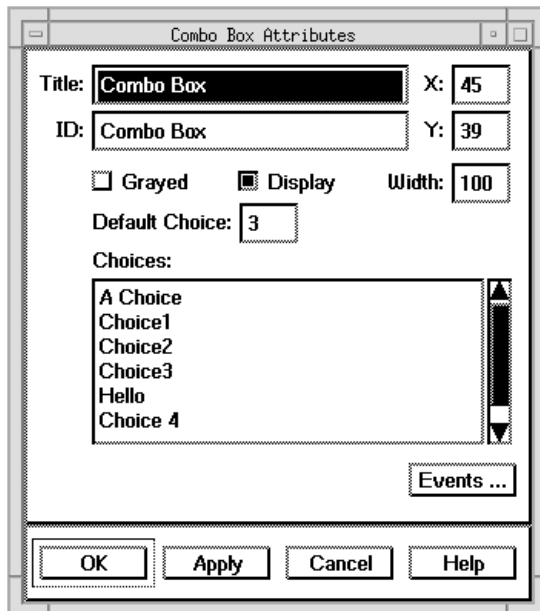 Combo Box Attributes
Title: Combo Box X: 45
ID: Combo Box Y: 39
Grayed Display Width: 100
Default Choice: 3
Choices:
A Choice
Choice1
Choice2
Choice3
Hello
Choice 4
Events ...
OK Apply Cancel Help